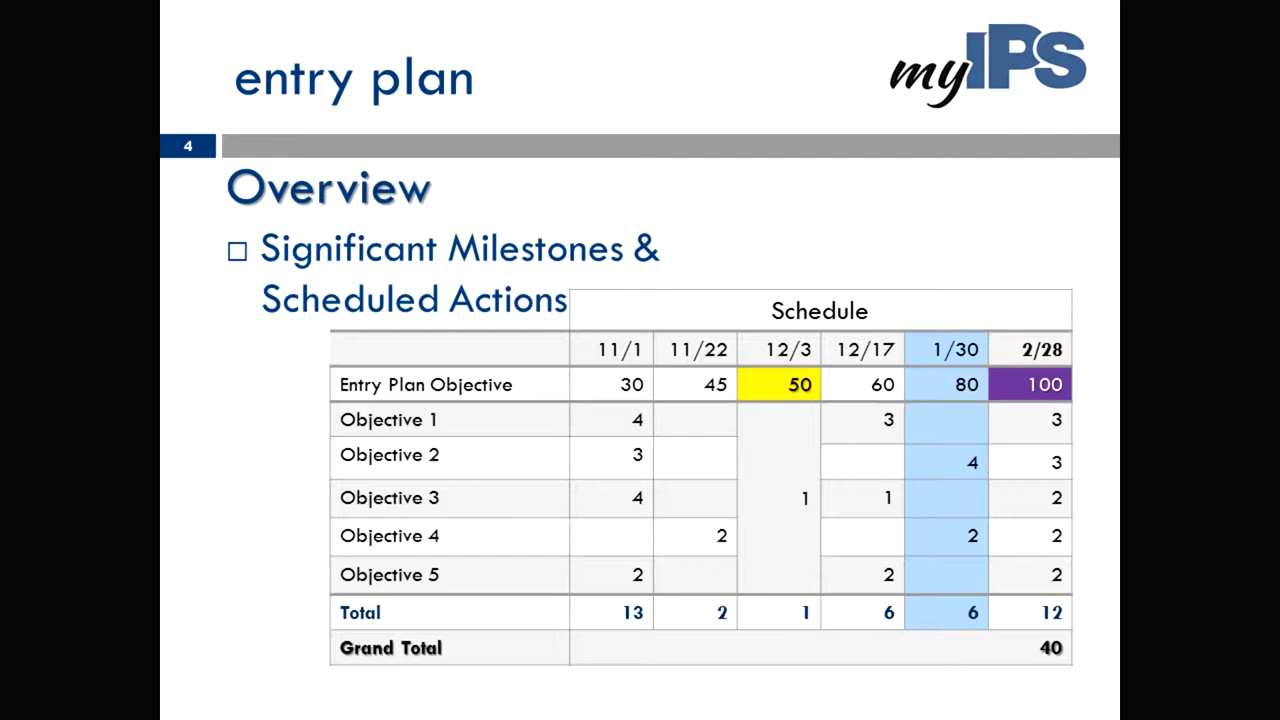 entry plan
myIPS
4
Overview
Significant Milestones &
Scheduled Actions
Schedule
11/1 11/22 12/3 12/17 1/30 2/28
Entry Plan Objective 30 45 50 60 80 100
Objective 1 4 3 3
Objective 2 3 4 3
Objective 3 4 1 1 2
Objective 4 2 2 2
Objective 5 2 2 2
Total 13 2 1 6 6 12
Grand Total 40